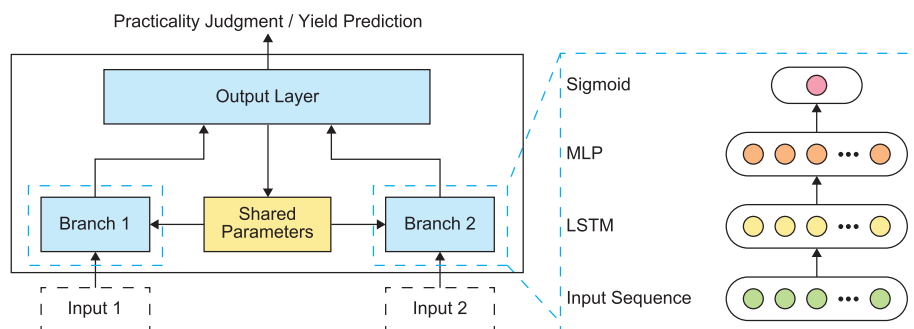 Practicality Judgment / Yield Prediction
Output Layer
Branch 1
Shared
Parameters
Branch 2
Input 1
Input 2
Sigmoid
MLP
LSTM
Input Sequence